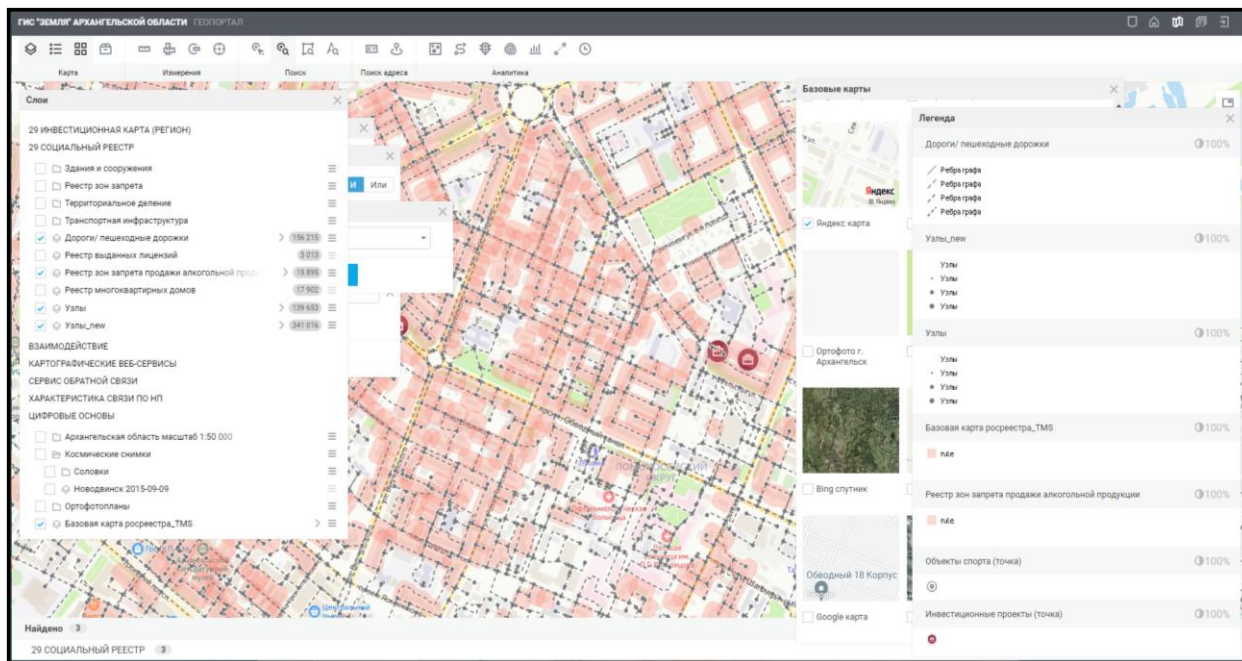 ГИС "ЗЕМЛЯ" АРХАНГЕЛЬСКОЙ ОБЛАСТИ ГЕОПОРТАЛ
Карта Измерения Поиск Поиск адреса Аналитика
Слои
29 ИНВЕСТИЦИОННАЯ КАРТА (РЕГИОН)
29 СОЦИАЛЬНЫЙ РЕЕСТР
Здания и сооружения
Реестр зон запрета
Территориальное деление
Транспортная инфраструктура
Дороги/ пешеходные дорожки 156 215
Реестр выданных лицензий 3 013
Реестр зон запрета продажи алкогольной прод 15 895
Реестр многоквартирных домов 17 902
Узлы 139 653
Узлы_new 341 016
ВЗАИМОДЕЙСТВИЕ
КАРТОГРАФИЧЕСКИЕ ВЕБ-СЕРВИСЫ
СЕРВИС ОБРАТНОЙ СВЯЗИ
ХАРАКТЕРИСТИКА СВЯЗИ ПО НП
ЦИФРОВЫЕ ОСНОВЫ
Архангельская область масштаб 1:50 000
Космические снимки
Соловки
Новодвинск 2015-09-09
Ортофотопланы
Базовая карта росреестра_TMS
И Или
Базовые карты
Яндекс
© Яндекс
Яндекс карта
Ортофото г.
Архангельск
Bing спутник
Обводный 18 Корпус
Google карта
Легенда
Дороги/ пешеходные дорожки 100%
Ребра графа
Ребра графа
Ребра графа
Ребра графа
Узлы_new 100%
Узлы
Узлы
Узлы
Узлы
Узлы 100%
Узлы
Узлы
Узлы
Узлы
Базовая карта росреестра_TMS 100%
rule
Реестр зон запрета продажи алкогольной продукции 100%
rule
Объекты спорта (точка) 100%
Инвестиционные проекты (точка) 100%
Найдено 3
29 СОЦИАЛЬНЫЙ РЕЕСТР 3